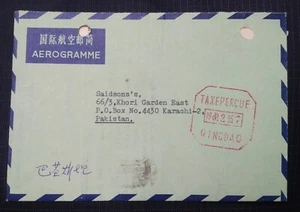 国际航空邮简
AEROGRAMME
Saidsons's,
66/3,Khori Garden East
P.O.Box No.4430 Karachi-2.
Pakistan.
TAXE PERCUE
QINGDAO
巴基斯坦